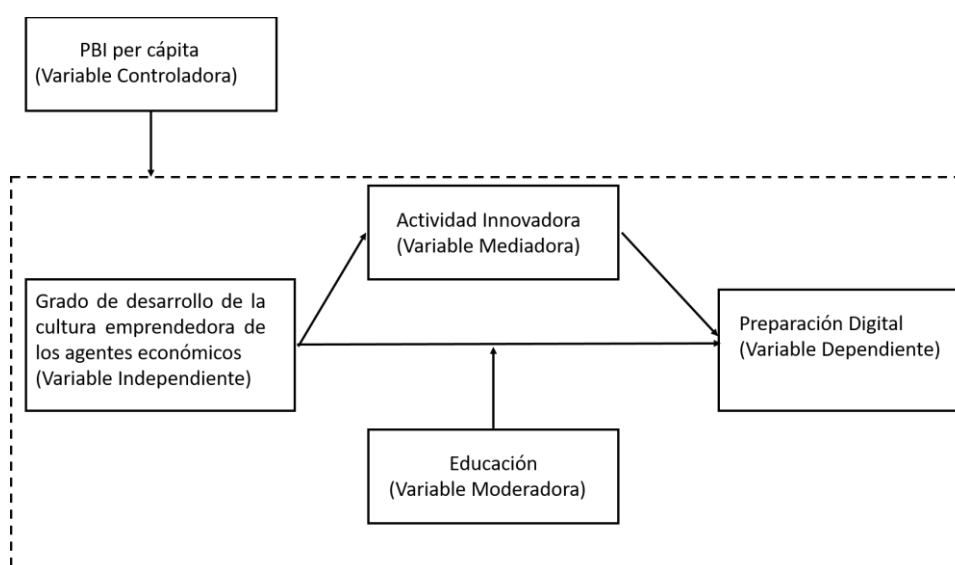 PBI per cápita
(Variable Controladora)
Actividad Innovadora
(Variable Mediadora)
Grado de desarrollo de la
cultura emprendedora de
los agentes económicos
(Variable Independiente)
Preparación Digital
(Variable Dependiente)
Educación
(Variable Moderadora)